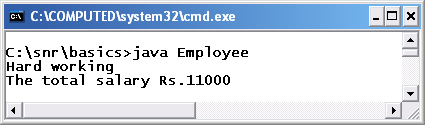 C:\COMPUTED\system32\cmd.exe
C:\snr\basics>java Employee
Hard working
The total salary Rs.11000